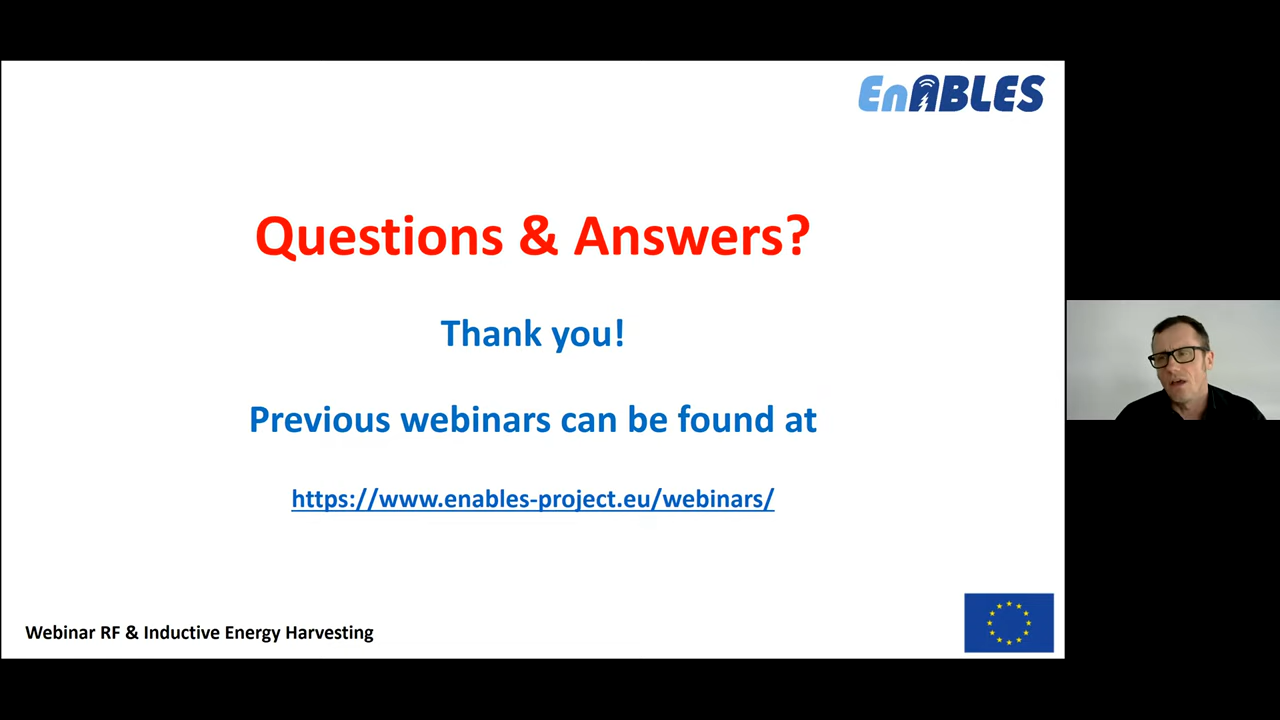 EnABLES
Questions & Answers?
Thank you!
Previous webinars can be found at
https://www.enables-project.eu/webinars/
Webinar RF & Inductive Energy Harvesting